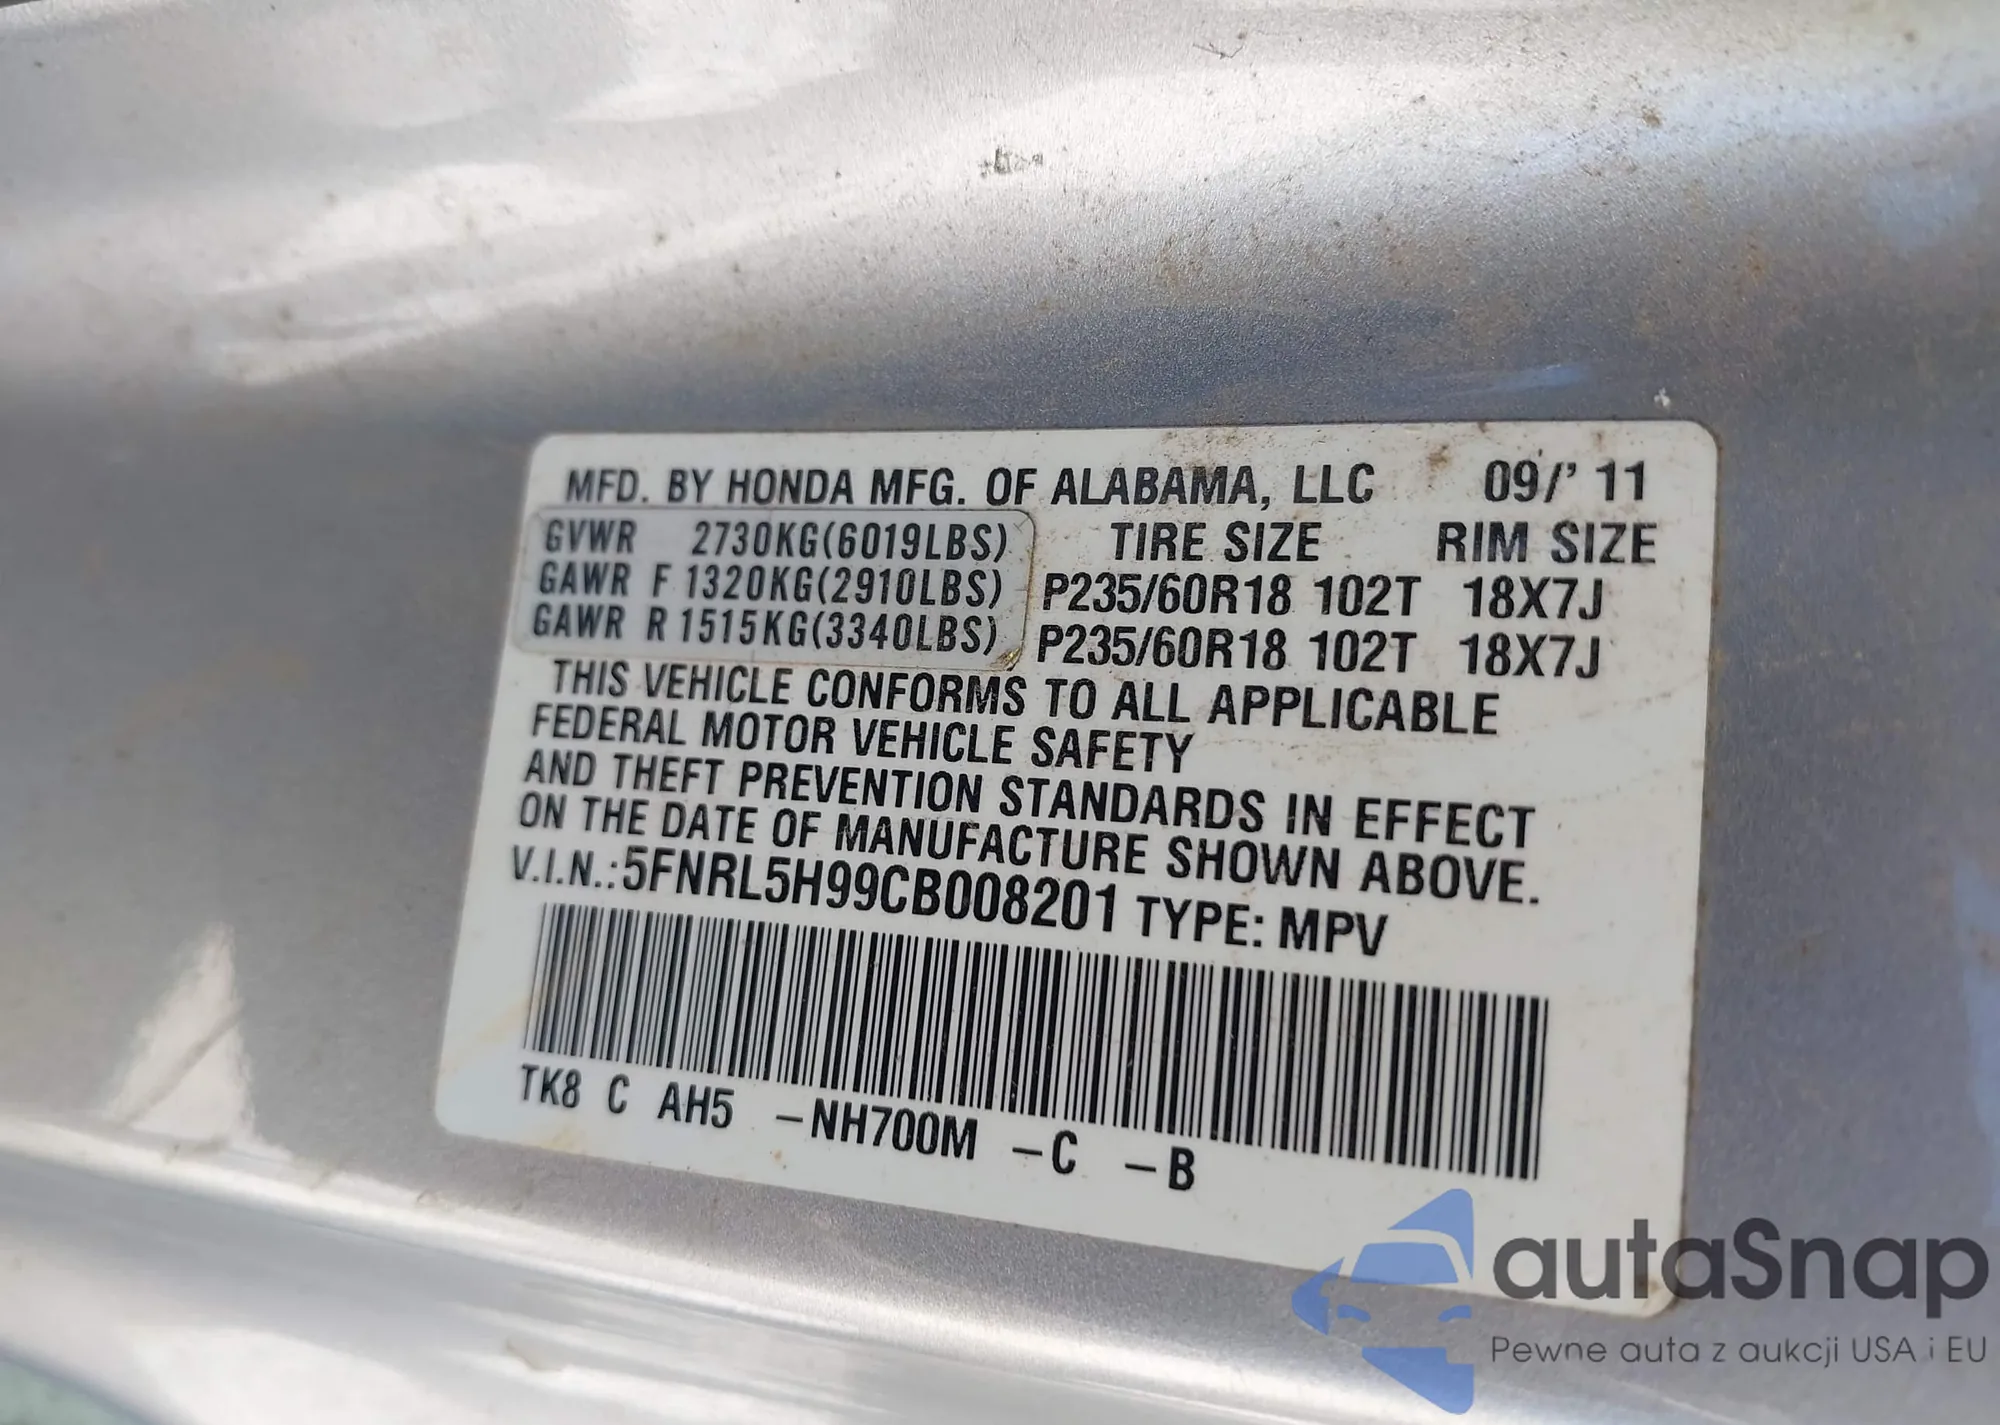 MFD. BY HONDA MFG. OF ALABAMA, LLC 09/' 11
GVWR 2730KG(6019LBS) TIRE SIZE RIM SIZE
GAWR F 1320KG(2910LBS) P235/60R18 102T 18X7J
GAWR R 1515KG(3340LBS) P235/60R18 102T 18X7J
THIS VEHICLE CONFORMS TO ALL APPLICABLE
FEDERAL MOTOR VEHICLE SAFETY
AND THEFT PREVENTION STANDARDS IN EFFECT
ON THE DATE OF MANUFACTURE SHOWN ABOVE.
V.I.N.:5FNRL5H99CB008201 TYPE: MPV
TK8 C AH5 -NH700M -C -B
autaSnap
Pewne auta z aukcji USA i EU